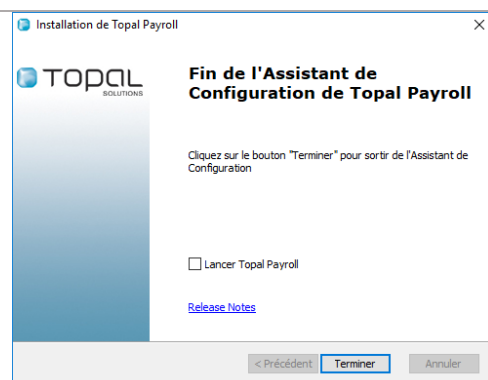 Installation de Topal Payroll
TOPAL
SOLUTIONS
Fin de l'Assistant de
Configuration de Topal Payroll
Cliquez sur le bouton "Terminer" pour sortir de l'Assistant de
Configuration
Lancer Topal Payroll
Release Notes
< Précédent Terminer Annuler